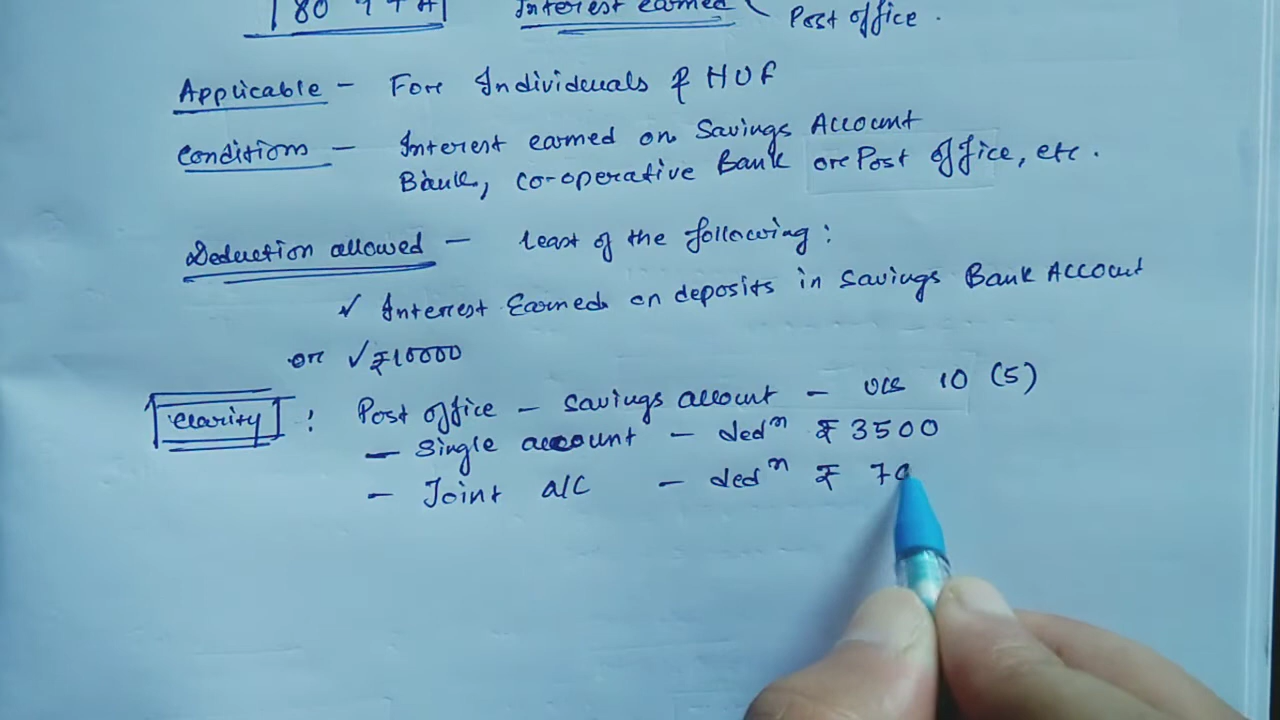 80 TTA Interest earned
Post office.
Applicable - For Individuals & HUF
Conditions - Interest earned on Savings Account
Bank, co-operative Bank or Post office, etc.
Deduction allowed - least of the following:
✓ Interest Earned on deposits in Savings Bank Account
or ✓ ₹10000
Clarity : Post office - Savings account - u/s 10 (5)
- Single account - dedn ₹ 3500
- Joint a/c - dedn ₹ 70